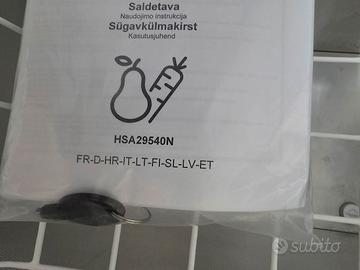 Saldetava
Naudojimo instrukcija
Sügavkülmakirst
Kasutusjuhend
HSA29540N
FR-D-HR-IT-LT-FI-SL-LV-ET
subito